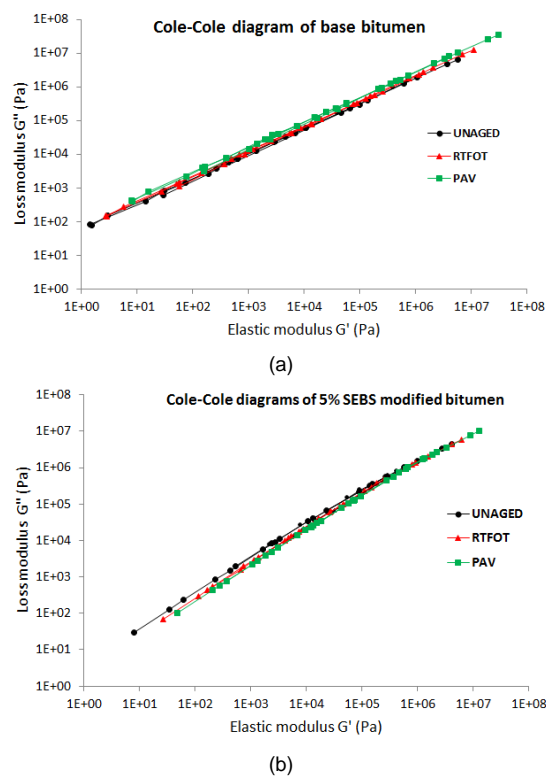 (a)
Cole-Cole diagram of base bitumen
Loss modulus G" (Pa)
1E+08
1E+07
1E+06
1E+05
1E+04
1E+03
1E+02
1E+01
1E+00
UNAGED
RTFOT
PAV
1E+00 1E+01 1E+02 1E+03 1E+04 1E+05 1E+06 1E+07 1E+08
Elastic modulus G' (Pa)
(a)
Cole-Cole diagrams of 5% SEBS modified bitumen
Loss modulus G" (Pa)
1E+08
1E+07
1E+06
1E+05
1E+04
1E+03
1E+02
1E+01
1E+00
UNAGED
RTFOT
PAV
1E+00 1E+01 1E+02 1E+03 1E+04 1E+05 1E+06 1E+07 1E+08
Elastic modulus G' (Pa)
(b)